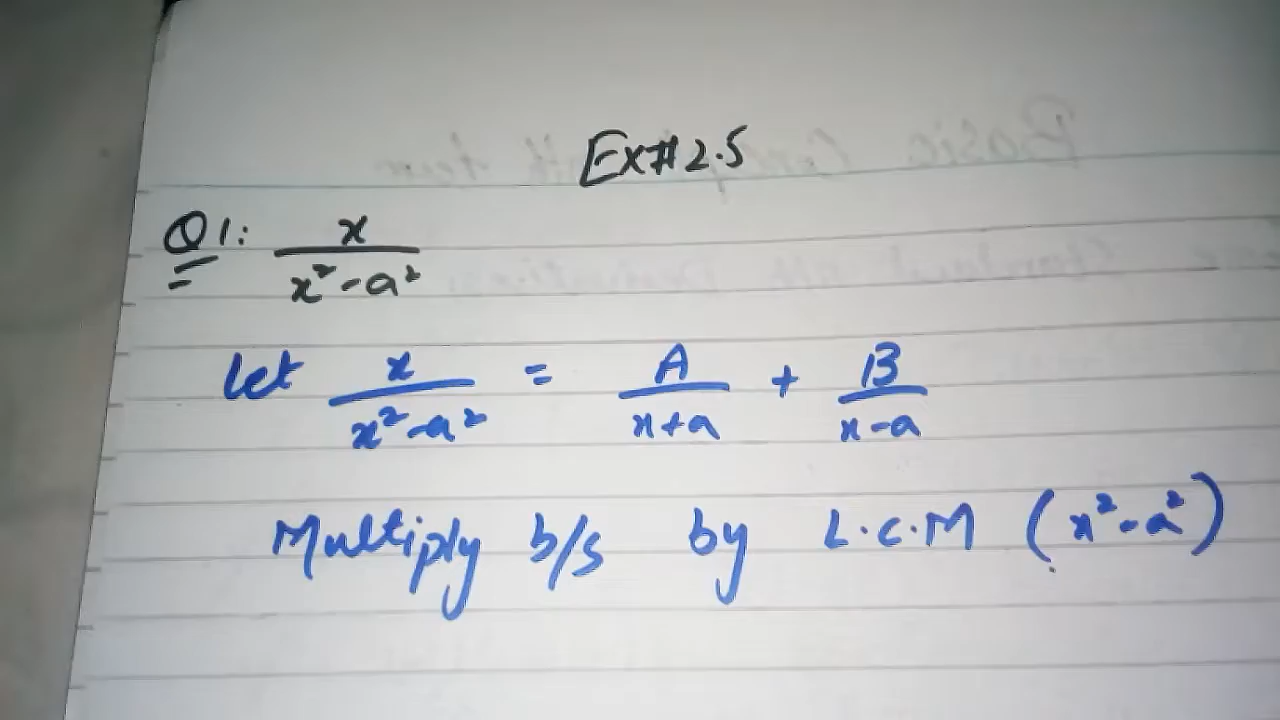 Ex#2.5
Q1: x/(x²-a²)
Let x/(x²-a²) = A/(x+a) + B/(x-a)
Multiply b/s by L.C.M (x²-a²)